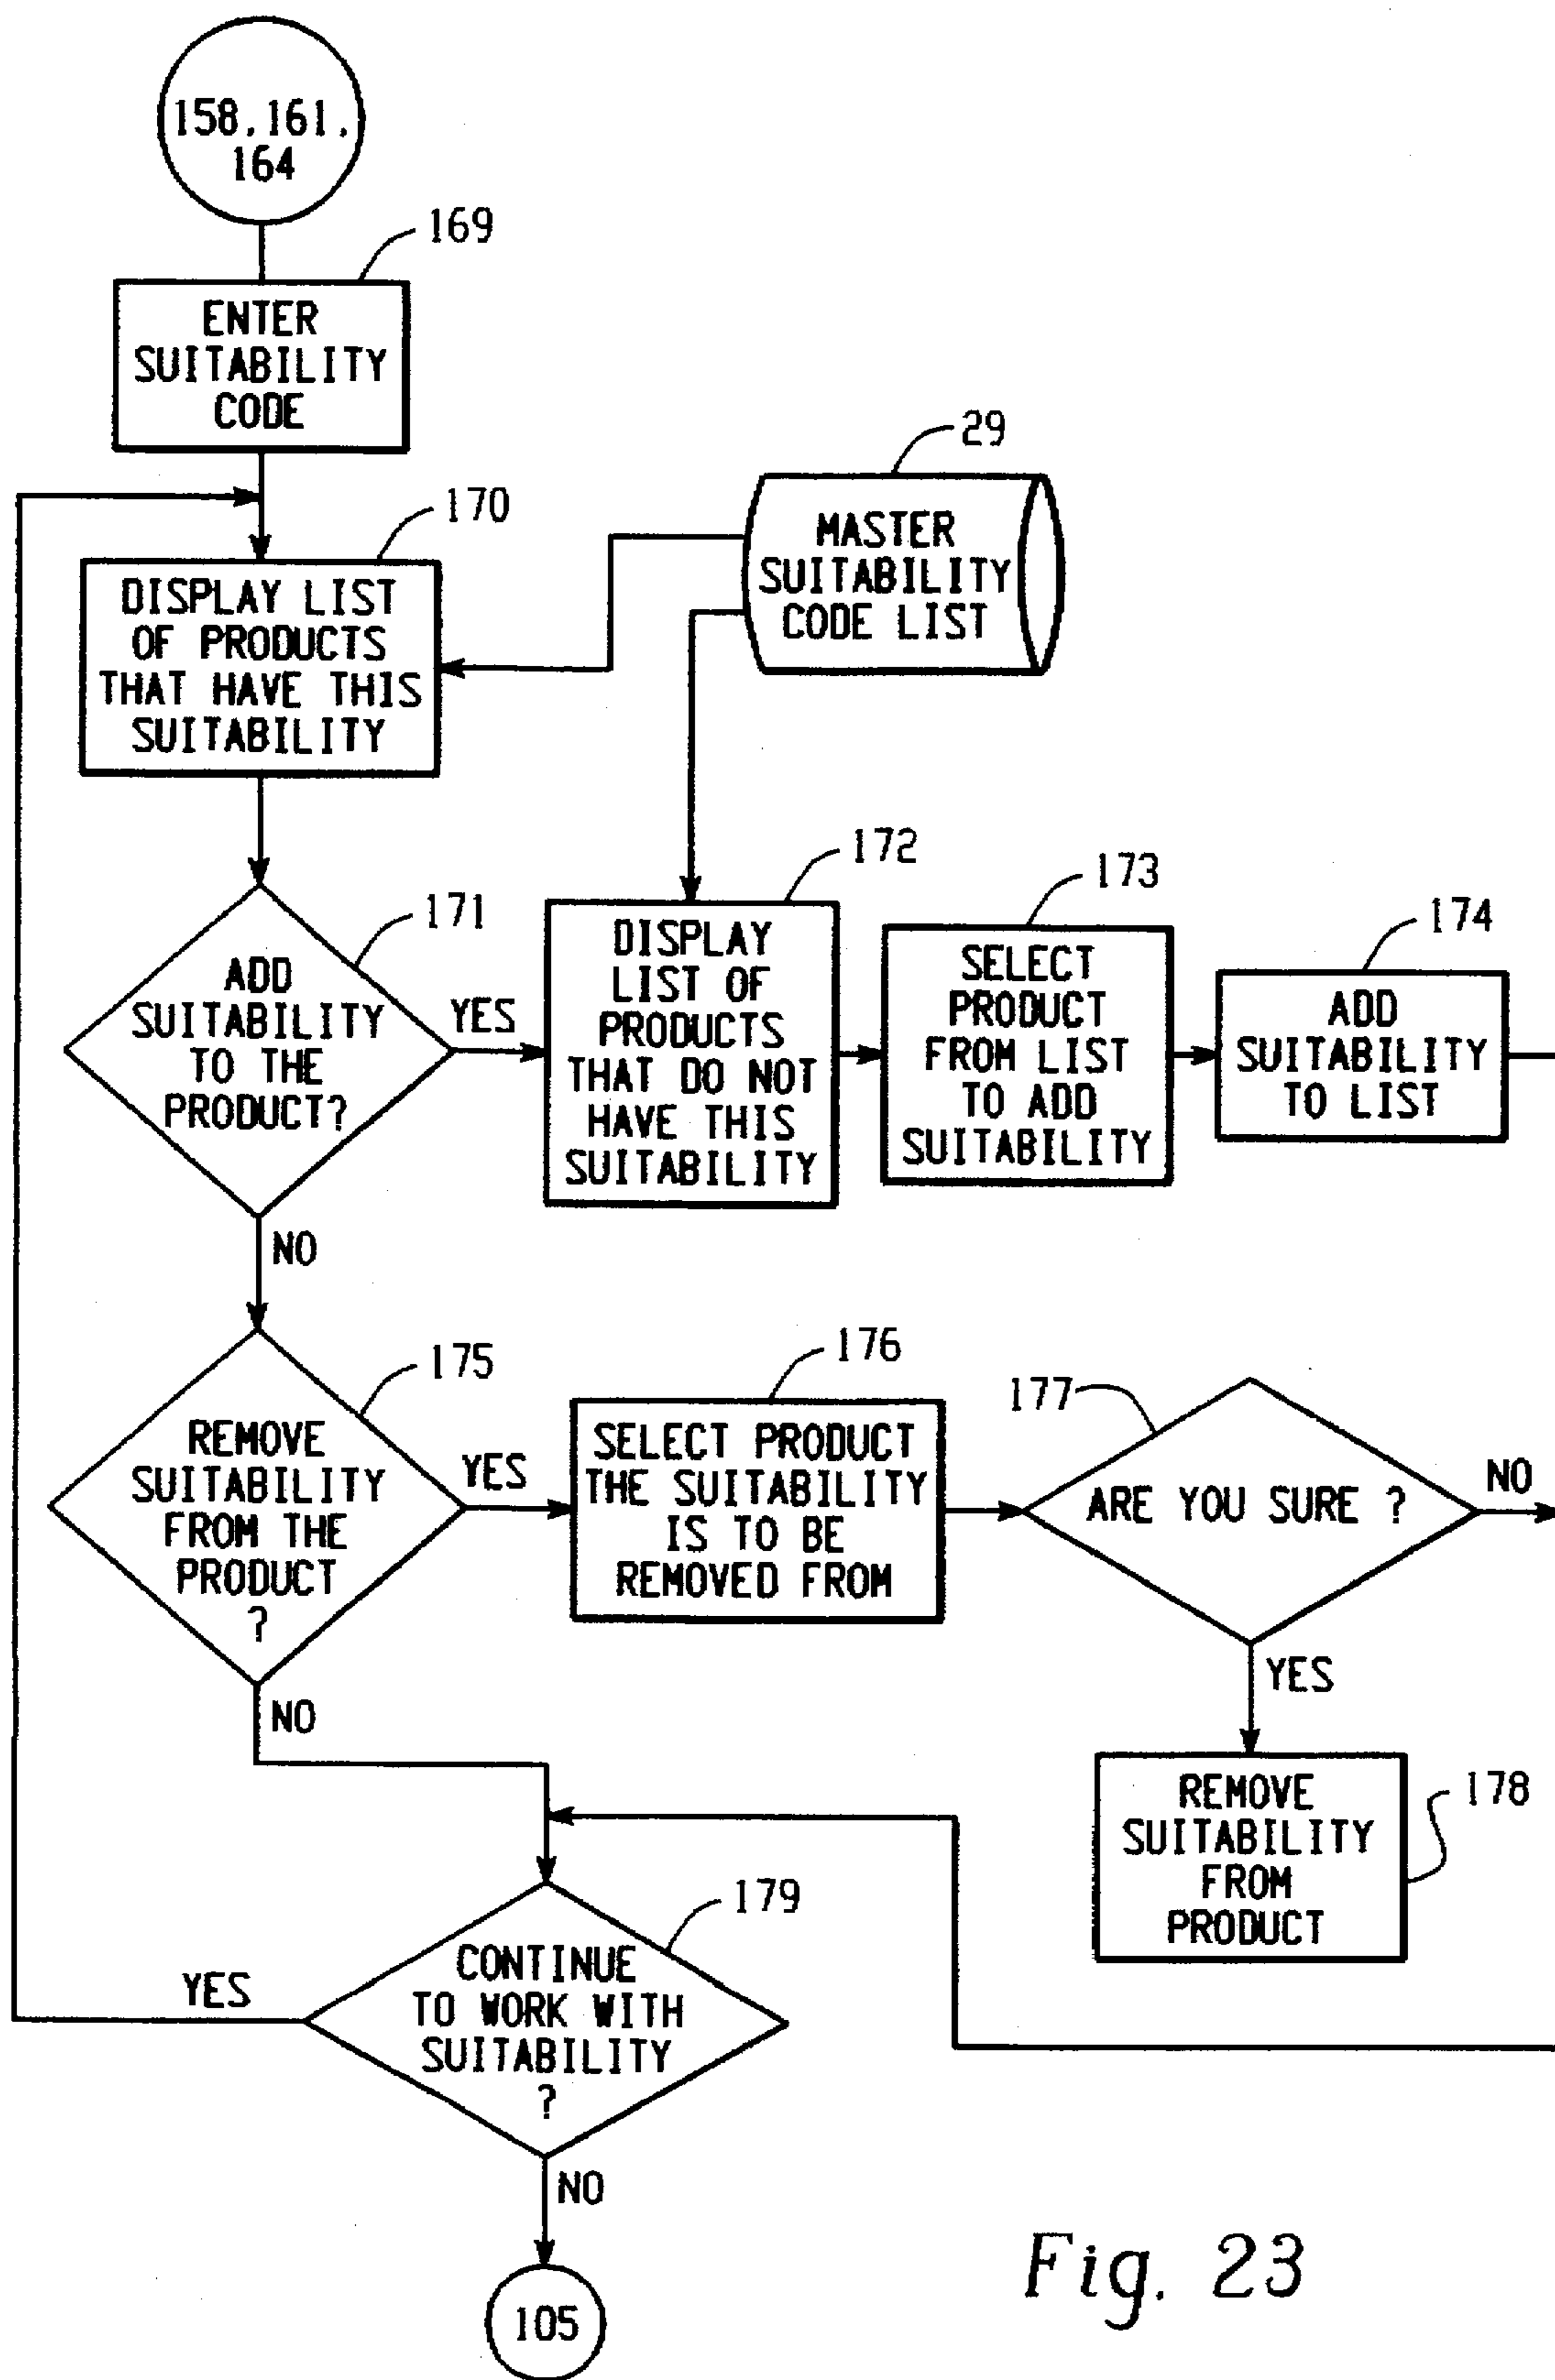 158, 161,
164
169
ENTER
SUITABILITY
CODE
29
MASTER
SUITABILITY
CODE LIST
170
DISPLAY LIST
OF PRODUCTS
THAT HAVE THIS
SUITABILITY
171
ADD
SUITABILITY
TO THE
PRODUCT?
YES
NO
172
DISPLAY
LIST OF
PRODUCTS
THAT DO NOT
HAVE THIS
SUITABILITY
173
SELECT
PRODUCT
FROM LIST
TO ADD
SUITABILITY
174
ADD
SUITABILITY
TO LIST
175
REMOVE
SUITABILITY
FROM THE
PRODUCT
?
YES
NO
176
SELECT PRODUCT
THE SUITABILITY
IS TO BE
REMOVED FROM
177
ARE YOU SURE ?
NO
YES
178
REMOVE
SUITABILITY
FROM
PRODUCT
179
CONTINUE
TO WORK WITH
SUITABILITY
?
YES
NO
105
Fig. 23